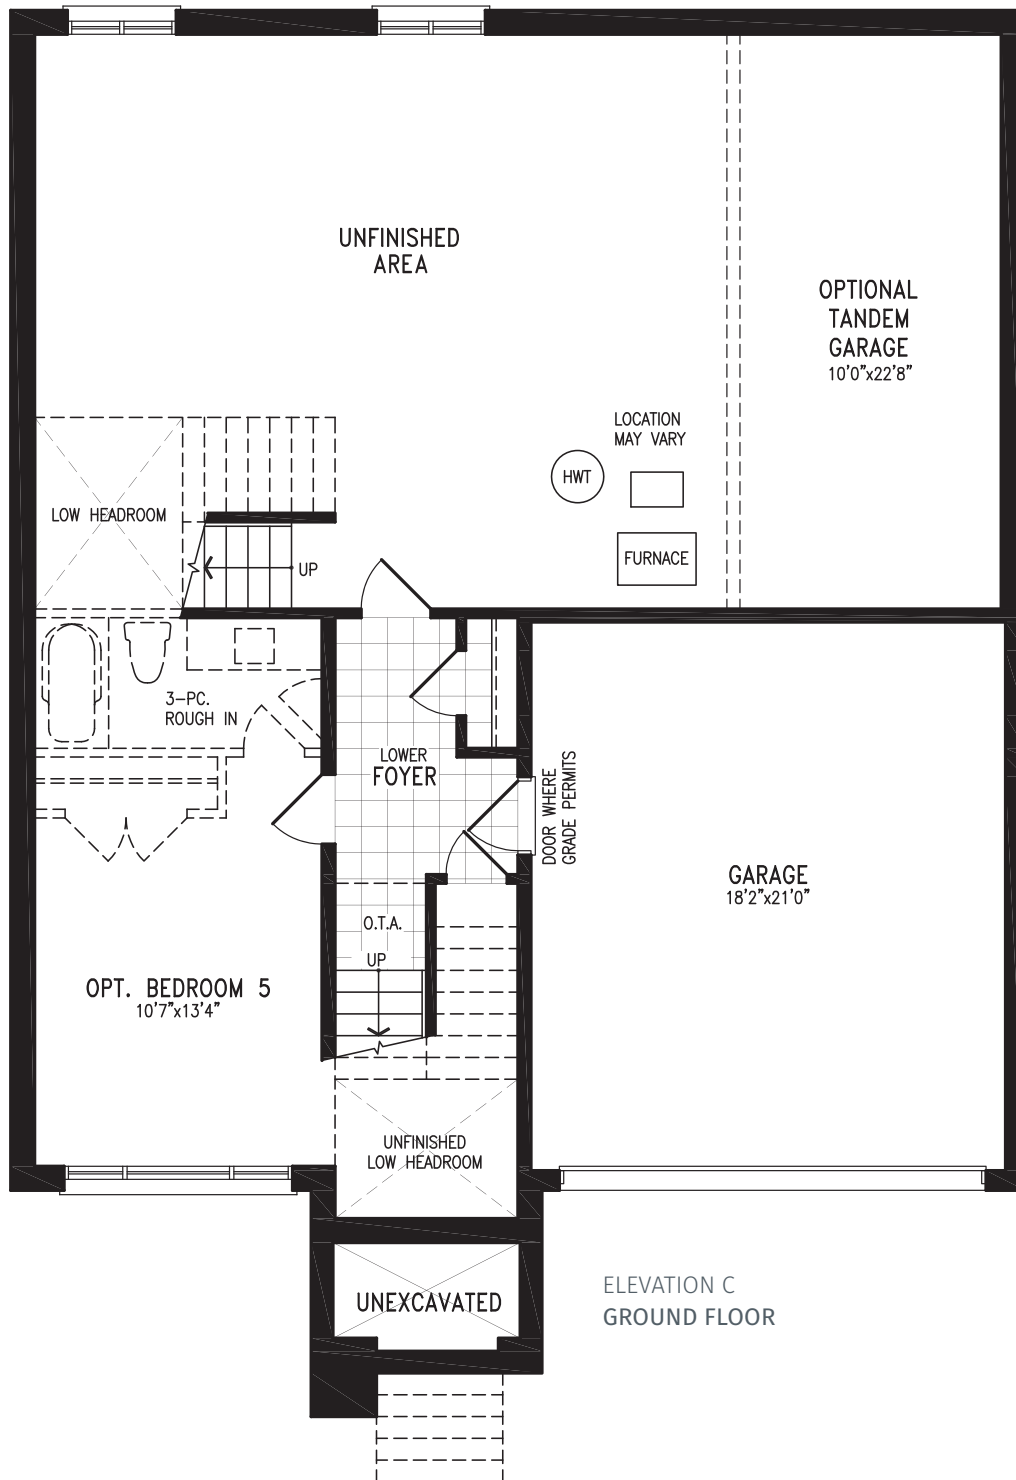 UNFINISHED
AREA
OPTIONAL
TANDEM
GARAGE
10'0"x22'8"
LOCATION
MAY VARY
HWT
FURNACE
LOW HEADROOM
UP
3-PC.
ROUGH IN
LOWER
FOYER
DOOR WHERE
GRADE PERMITS
GARAGE
18'2"x21'0"
O.T.A.
UP
OPT. BEDROOM 5
10'7"x13'4"
UNFINISHED
LOW HEADROOM
UNEXCAVATED
ELEVATION C
GROUND FLOOR